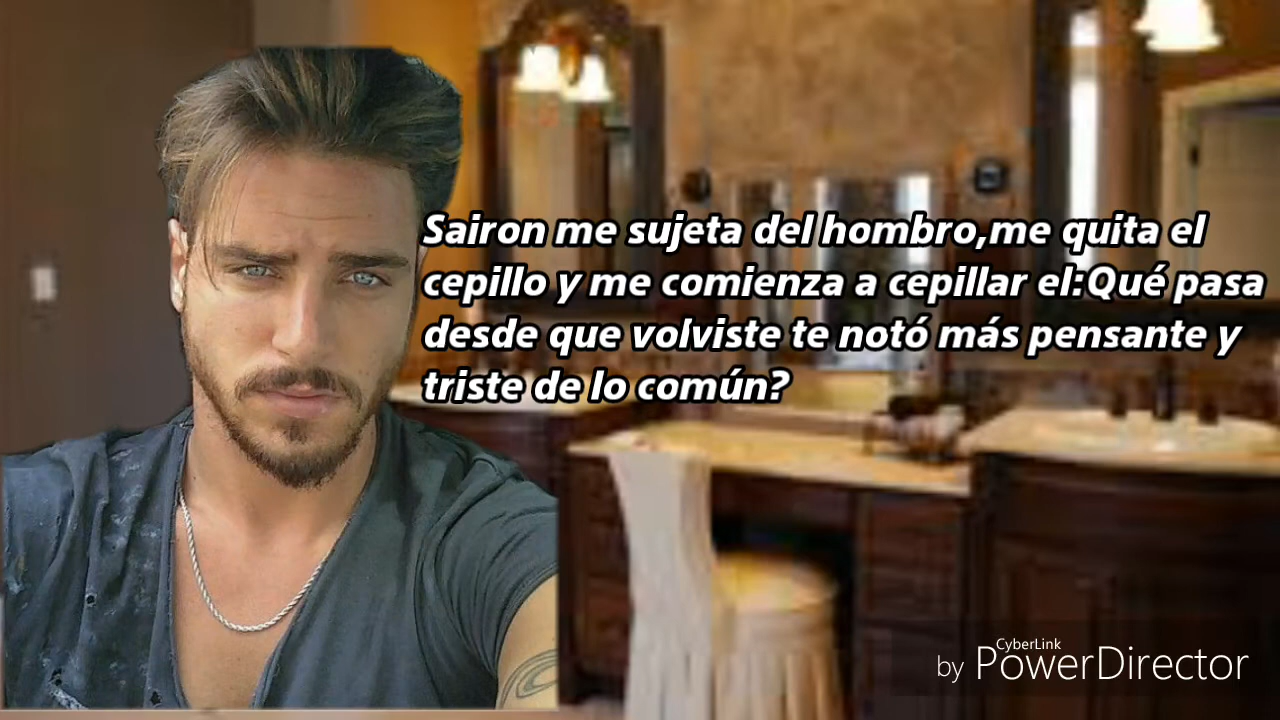 Sairon me sujeta del hombro,me quita el
cepillo y me comienza a cepillar el:Qué pasa
desde que volviste te notó más pensante y
triste de lo común?
CyberLink
by PowerDirector